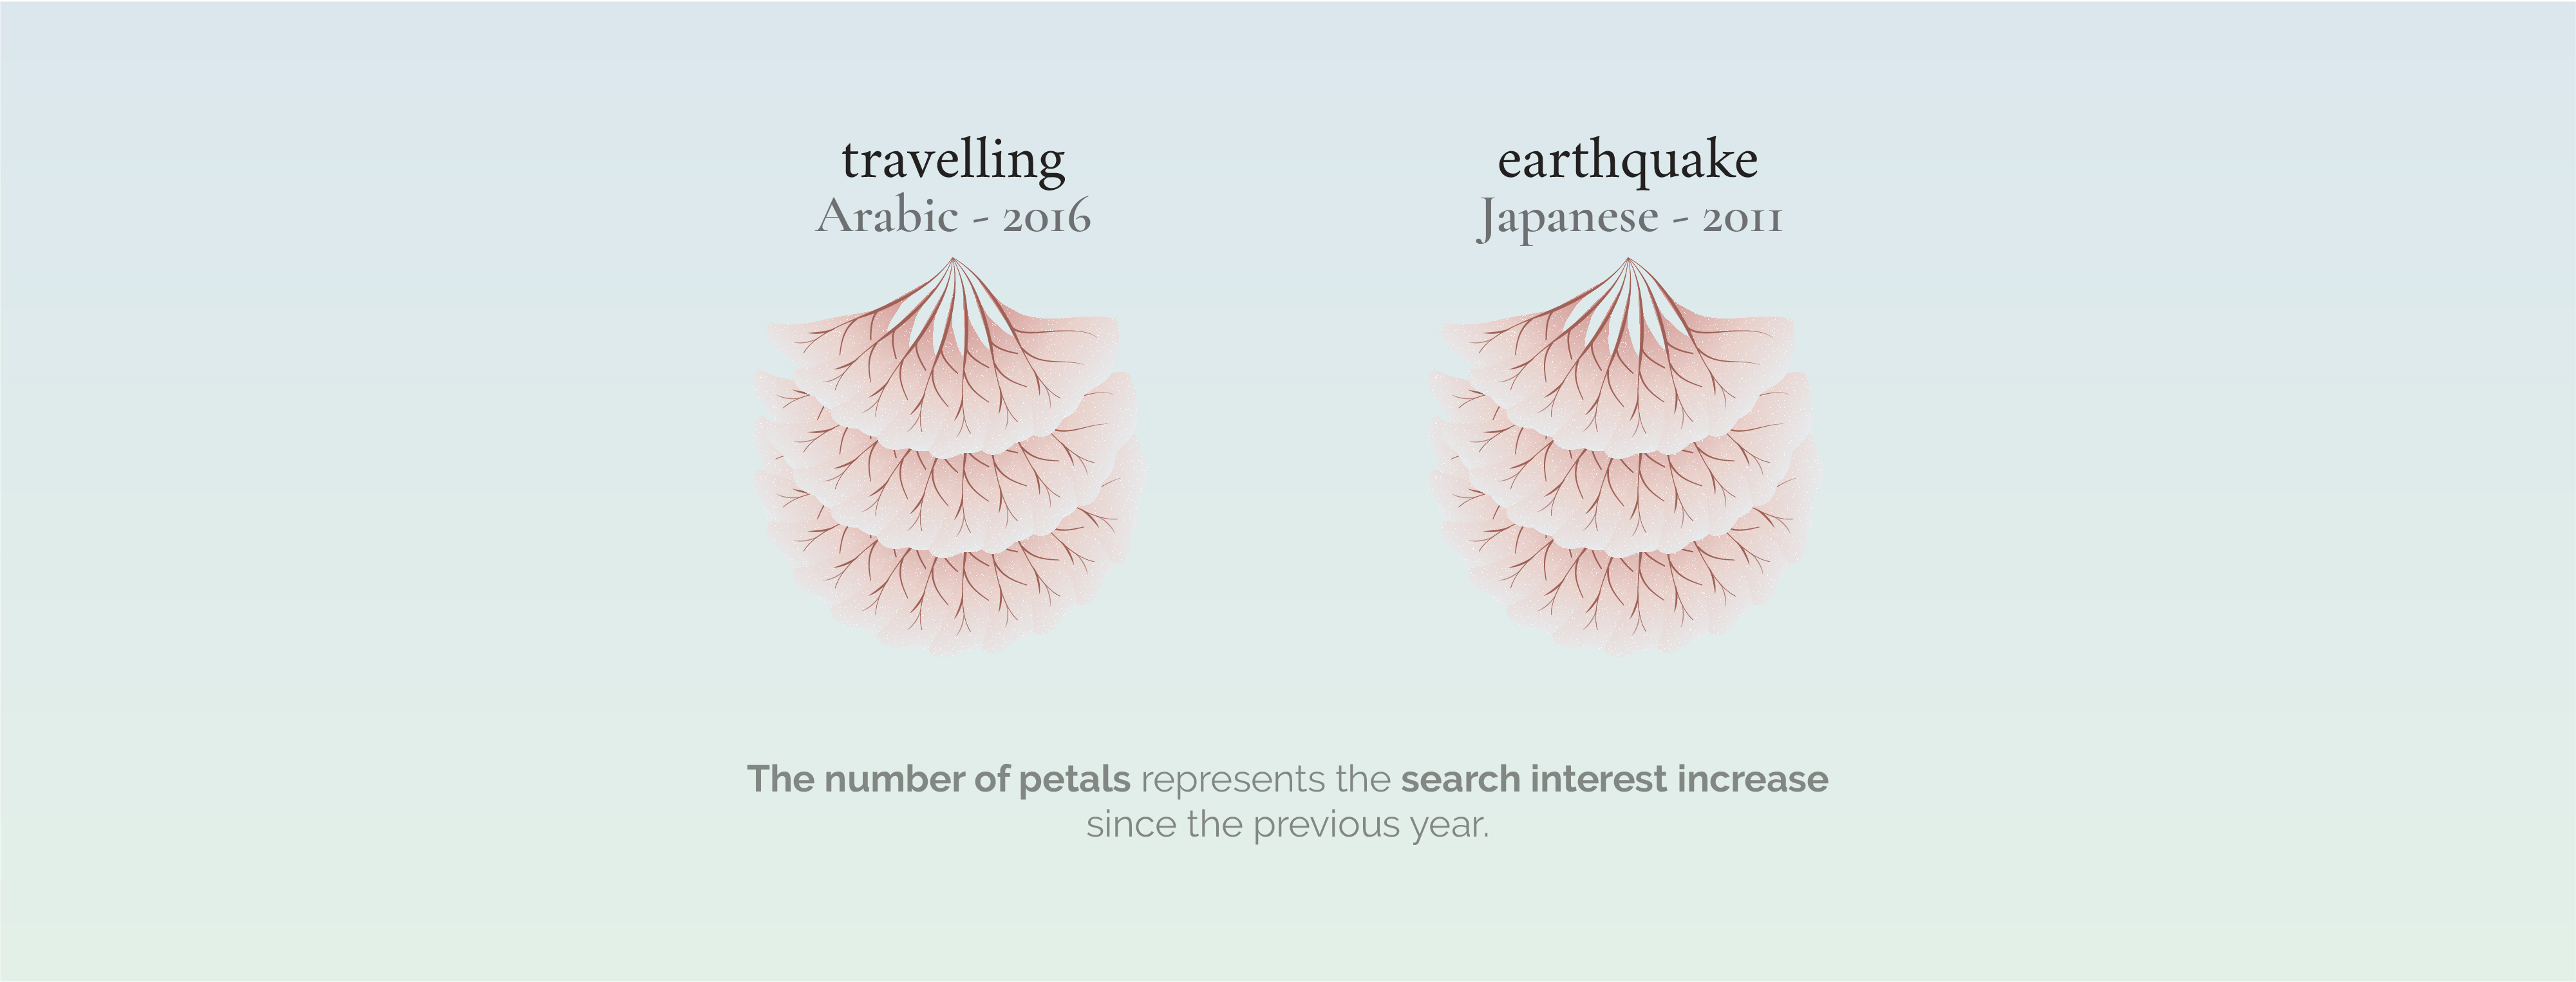 travelling
Arabic - 2016
earthquake
Japanese - 2011
The number of petals represents the search interest increase
since the previous year.